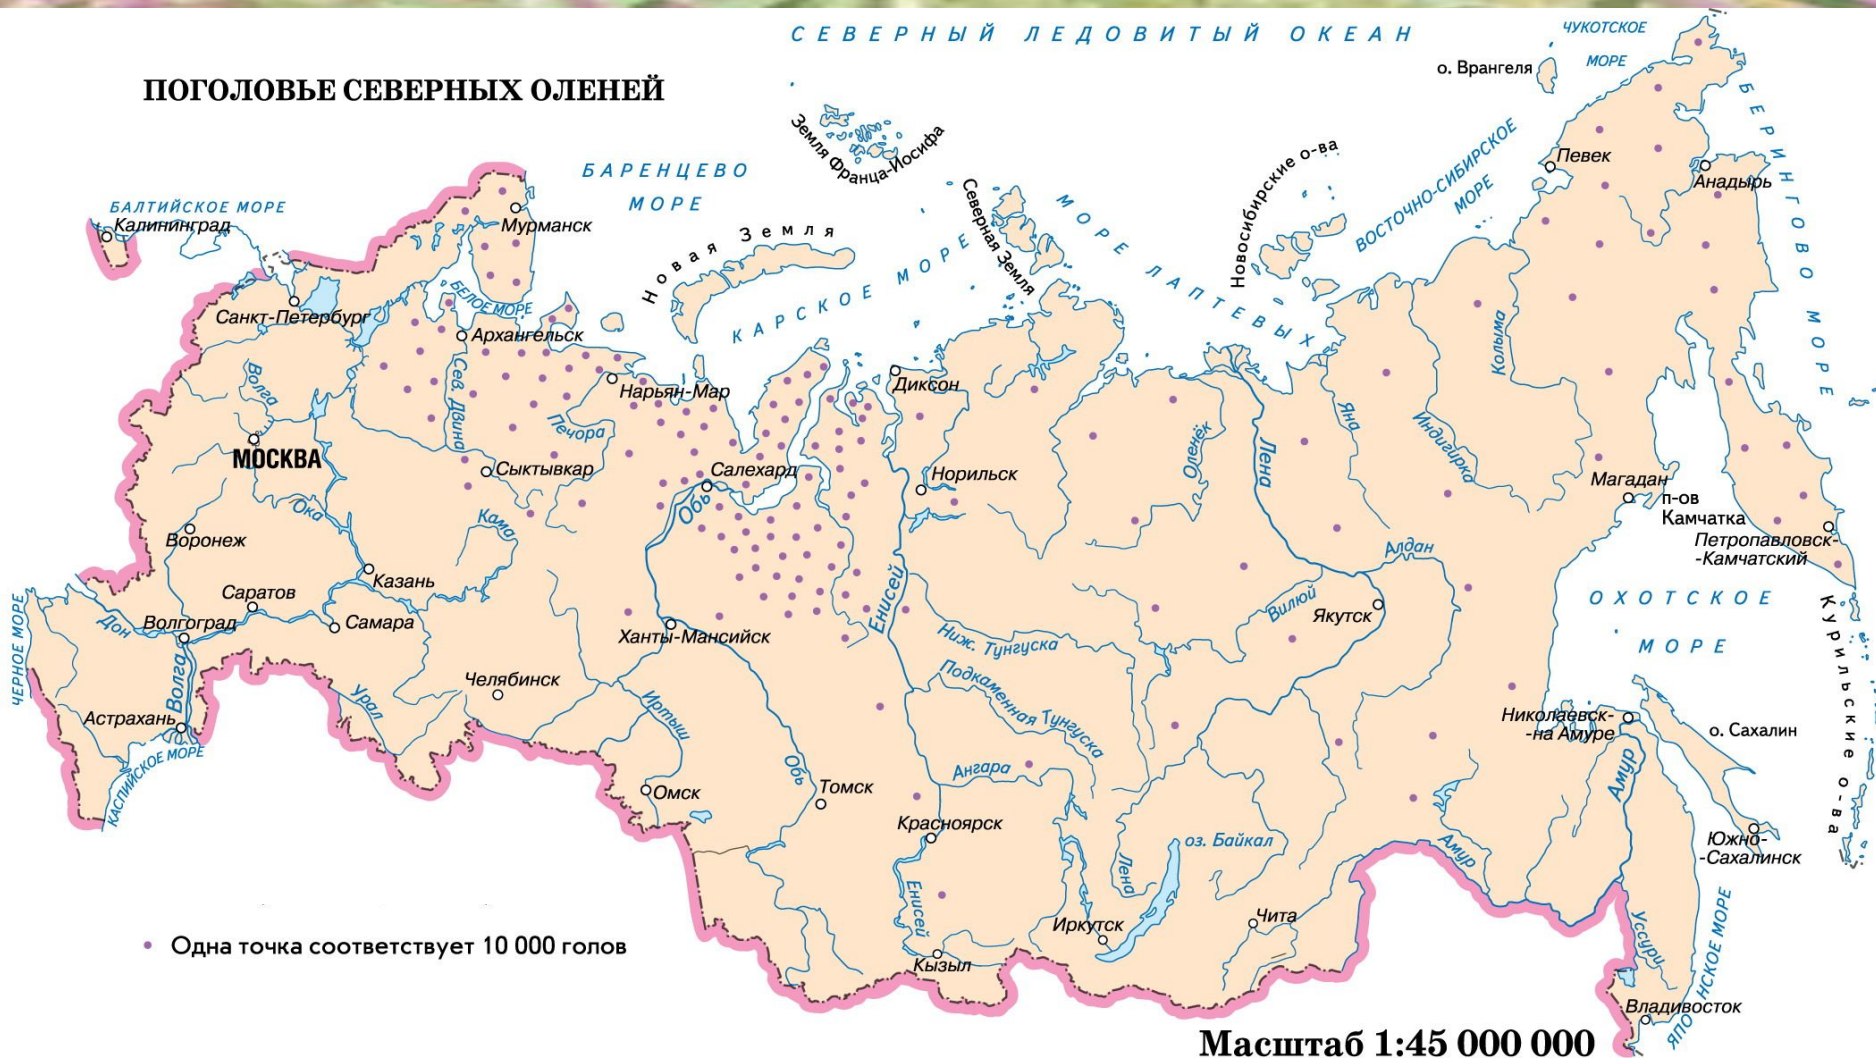 СЕВЕРНЫЙ ЛЕДОВИТЫЙ ОКЕАН
ЧУКОТСКОЕ
МОРЕ
о. Врангеля
ПОГОЛОВЬЕ СЕВЕРНЫХ ОЛЕНЕЙ
Земля Франца-Иосифа
БАРЕНЦЕВО
МОРЕ
Северная Земля
МОРЕ ЛАПТЕВЫХ
Новосибирские о-ва
ВОСТОЧНО-СИБИРСКОЕ
МОРЕ
Певек
Анадырь
БЕРИНГОВО МОРЕ
БАЛТИЙСКОЕ МОРЕ
Калининград
Мурманск
Новая Земля
КАРСКОЕ МОРЕ
БЕЛОЕ МОРЕ
Санкт-Петербург
Архангельск
Нарьян-Мар
Диксон
Волга
Сев. Двина
Печора
Оленёк
Лена
Яна
Индигирка
Колыма
МОСКВА
Сыктывкар
Салехард
Обь
Норильск
Магадан
п-ов
Камчатка
Петропавловск-
-Камчатский
Ока
Кама
Воронеж
Казань
Енисей
Алдан
Вилюй
Якутск
ОХОТСКОЕ
МОРЕ
Курильские о-ва
ЧЕРНОЕ МОРЕ
Дон
Саратов
Волгоград
Самара
Ханты-Мансийск
Ниж. Тунгуска
Подкаменная Тунгуска
Волга
Урал
Челябинск
Иртыш
Астрахань
КАСПИЙСКОЕ МОРЕ
Николаевск-
-на Амуре
о. Сахалин
Обь
Омск
Томск
Ангара
Красноярск
оз. Байкал
Амур
Амур
Южно-
-Сахалинск
Енисей
Лена
Иркутск
Чита
Кызыл
Уссури
ЯПОНСКОЕ МОРЕ
Владивосток
Одна точка соответствует 10 000 голов
Масштаб 1:45 000 000